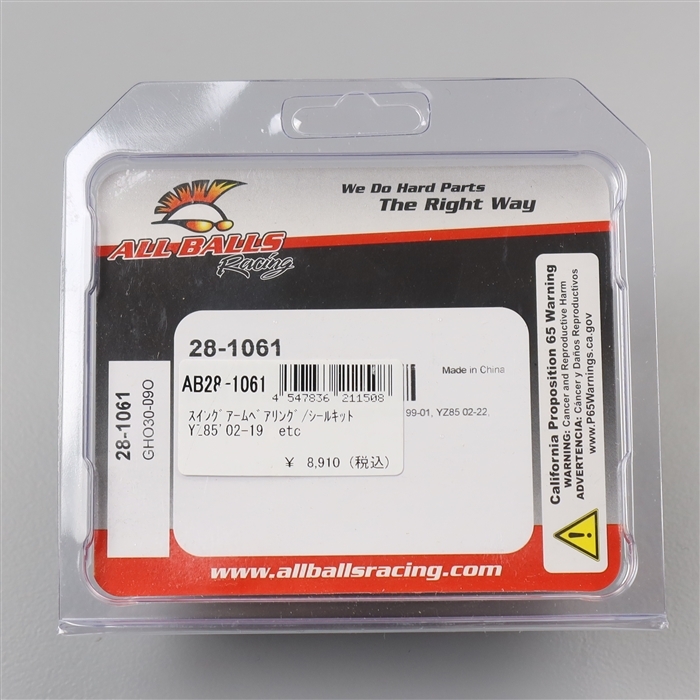 We Do Hard Parts
The Right Way
ALL BALLS
Racing
28-1061
Made in China
AB28-1061
4 547836 211508
99-01, YZ85 02-22,
スイングアームベアリング/シールキット
YZ85'02-19 etc
¥ 8,910 (税込)
28-1061
GHO30-09O
California Proposition 65 Warning
WARNING: Cancer and Reproductive Harm
ADVERTENCIA: Cáncer y Daños Reproductivos
www.P65Warnings.ca.gov
www.allballsracing.com